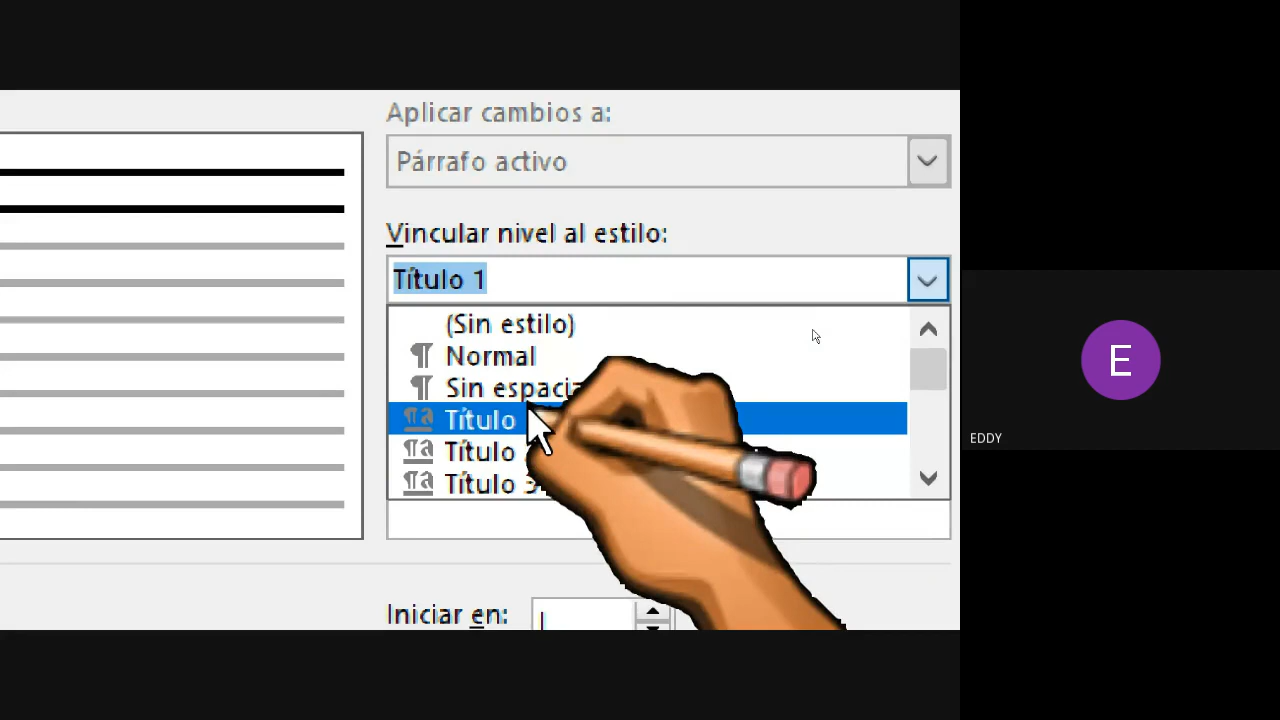 Aplicar cambios a:
Párrafo activo
Vincular nivel al estilo:
Título 1
(Sin estilo)
Normal
Sin
Título
Título
Título 3
Iniciar en:
E
EDDY